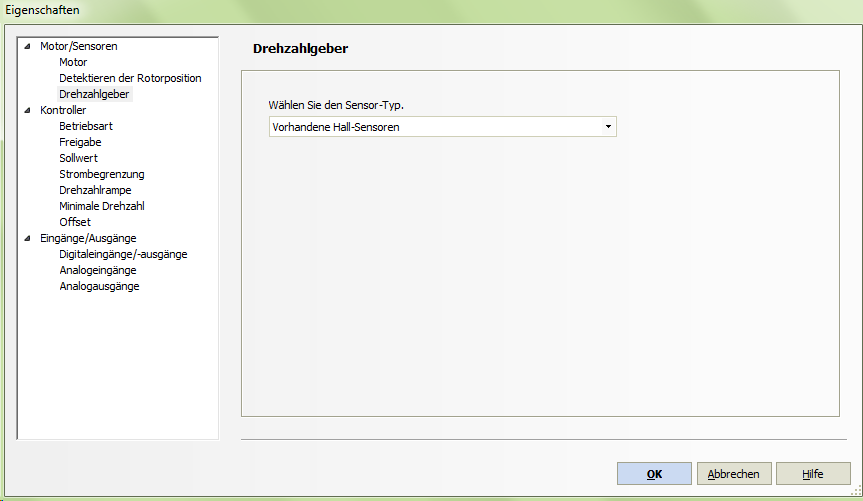 Eigenschaften
Motor/Sensoren
Motor
Detektieren der Rotorposition
Drehzahlgeber
Kontroller
Betriebsart
Freigabe
Sollwert
Strombegrenzung
Drehzahlrampe
Minimale Drehzahl
Offset
Eingänge/Ausgänge
Digitaleingänge/-ausgänge
Analogeingänge
Analogausgänge
Drehzahlgeber
Wählen Sie den Sensor-Typ.
Vorhandene Hall-Sensoren
OK
Abbrechen
Hilfe